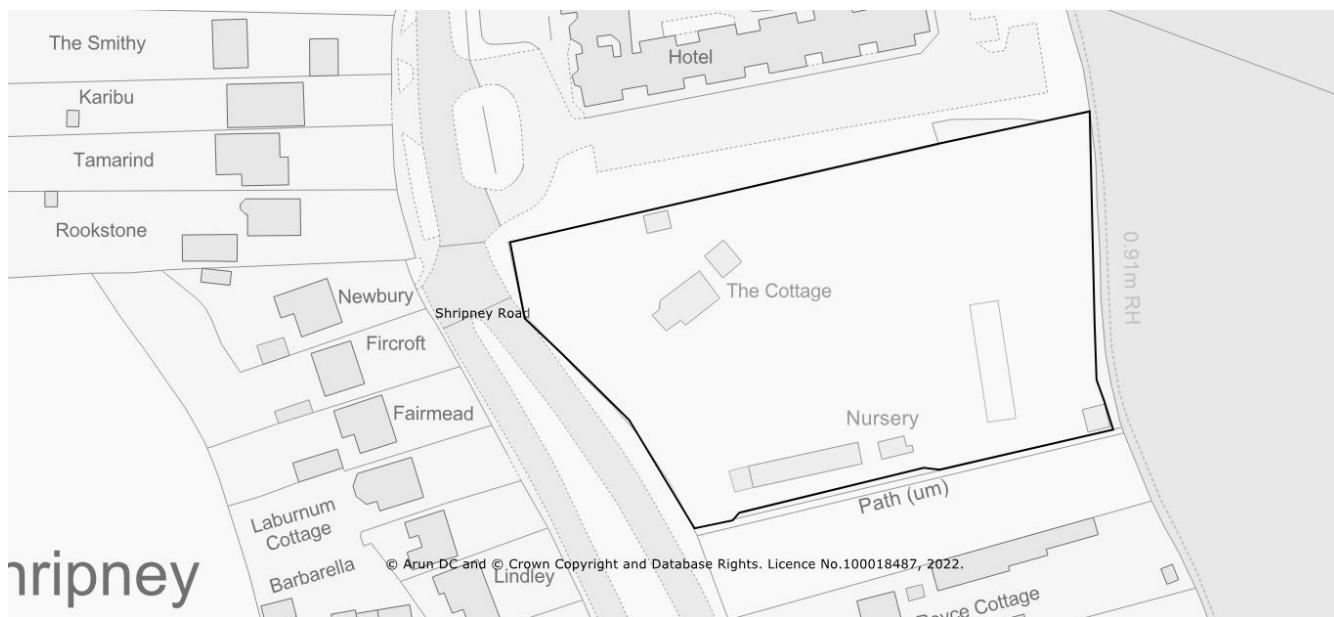 The Smithy
Hotel
Karibu
Tamarind
Rookstone
0.91m RH
Newbury
The Cottage
Shripney Road
Fircroft
Fairmead
Nursery
Path (um)
Laburnum
Cottage
Barbarella
© Arun DC and © Crown Copyright and Database Rights. Licence No.100018487, 2022.
Lindley
hripney
Cottage